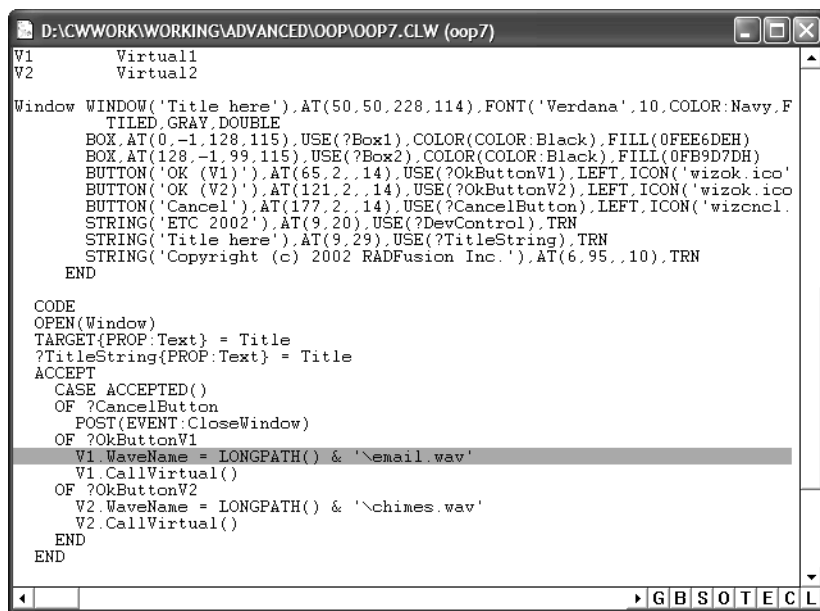 D:\CWWORK\WORKING\ADVANCED\OOP\OOP7.CLW (oop7)
V1 Virtual1
V2 Virtual2
Window WINDOW('Title here'),AT(50,50,228,114),FONT('Verdana',10,COLOR:Navy,F
TILED,GRAY,DOUBLE
BOX,AT(0,-1,128,115),USE(?Box1),COLOR(COLOR:Black),FILL(0FEE6DEH)
BOX,AT(128,-1,99,115),USE(?Box2),COLOR(COLOR:Black),FILL(0FB9D7DH)
BUTTON('OK (V1)'),AT(65,2,,14),USE(?OkButtonV1),LEFT,ICON('wizok.ico'
BUTTON('OK (V2)'),AT(121,2,,14),USE(?OkButtonV2),LEFT,ICON('wizok.ico
BUTTON('Cancel'),AT(177,2,,14),USE(?CancelButton),LEFT,ICON('wizcncl.
STRING('ETC 2002'),AT(9,20),USE(?DevControl),TRN
STRING('Title here'),AT(9,29),USE(?TitleString),TRN
STRING('Copyright (c) 2002 RADFusion Inc.'),AT(6,95,,10),TRN
END
CODE
OPEN(Window)
TARGET{PROP:Text} = Title
?TitleString{PROP:Text} = Title
ACCEPT
CASE ACCEPTED()
OF ?CancelButton
POST(EVENT:CloseWindow)
OF ?OkButtonV1
V1.WaveName = LONGPATH() & '\email.wav'
V1.CallVirtual()
OF ?OkButtonV2
V2.WaveName = LONGPATH() & '\chimes.wav'
V2.CallVirtual()
END
END
G B S O T E C L